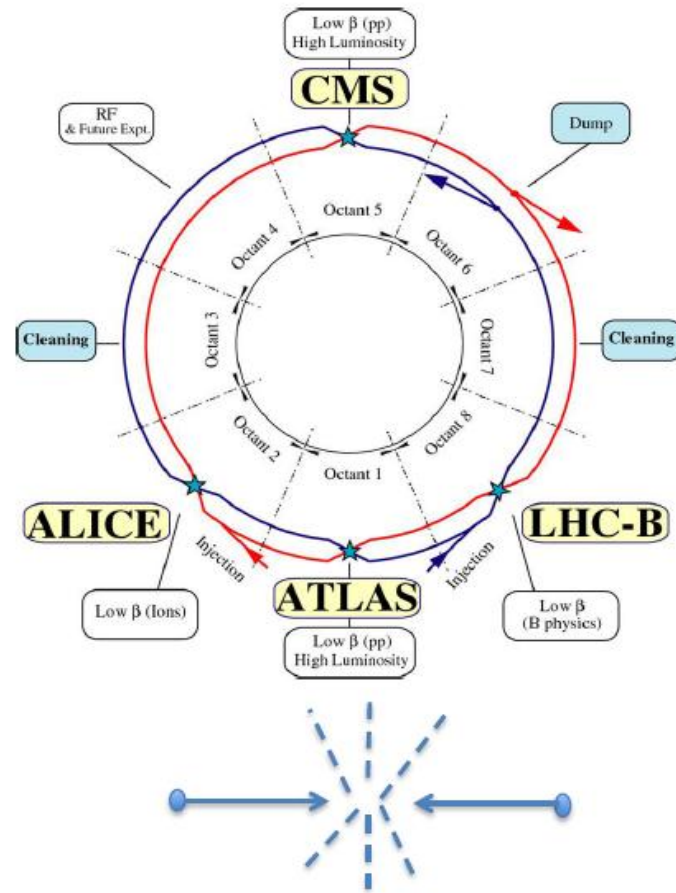 Low β (pp)
High Luminosity
CMS
RF
& Future Expt.
Dump
Octant 5
Octant 4
Octant 6
Cleaning
Octant 3
Octant 7
Cleaning
Octant 2
Octant 8
Octant 1
ALICE
LHC-B
Injection
Injection
ATLAS
Low β (Ions)
Low β (pp)
High Luminosity
Low β
(B physics)